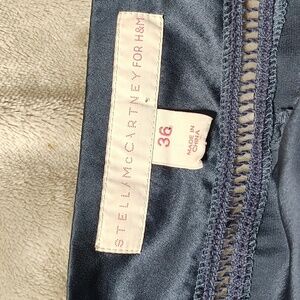 STELLA McCARTNEY FOR H&M
36
MADE IN
CHINA